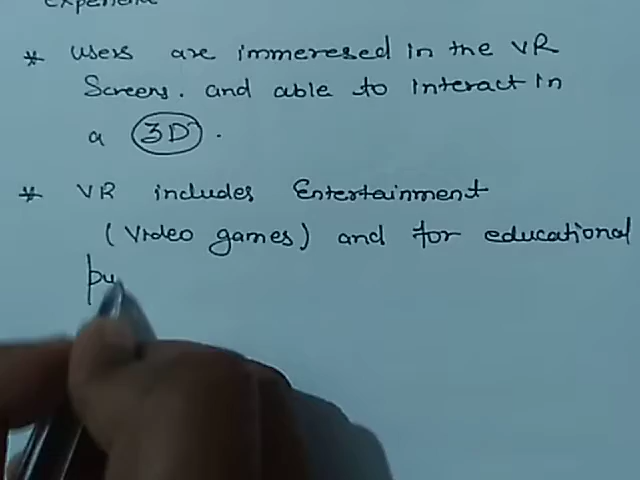 * users are immeresed in the VR
Screens. and able to interact in
a 3D .
* VR includes Entertainment
(Video games) and for educational
pu